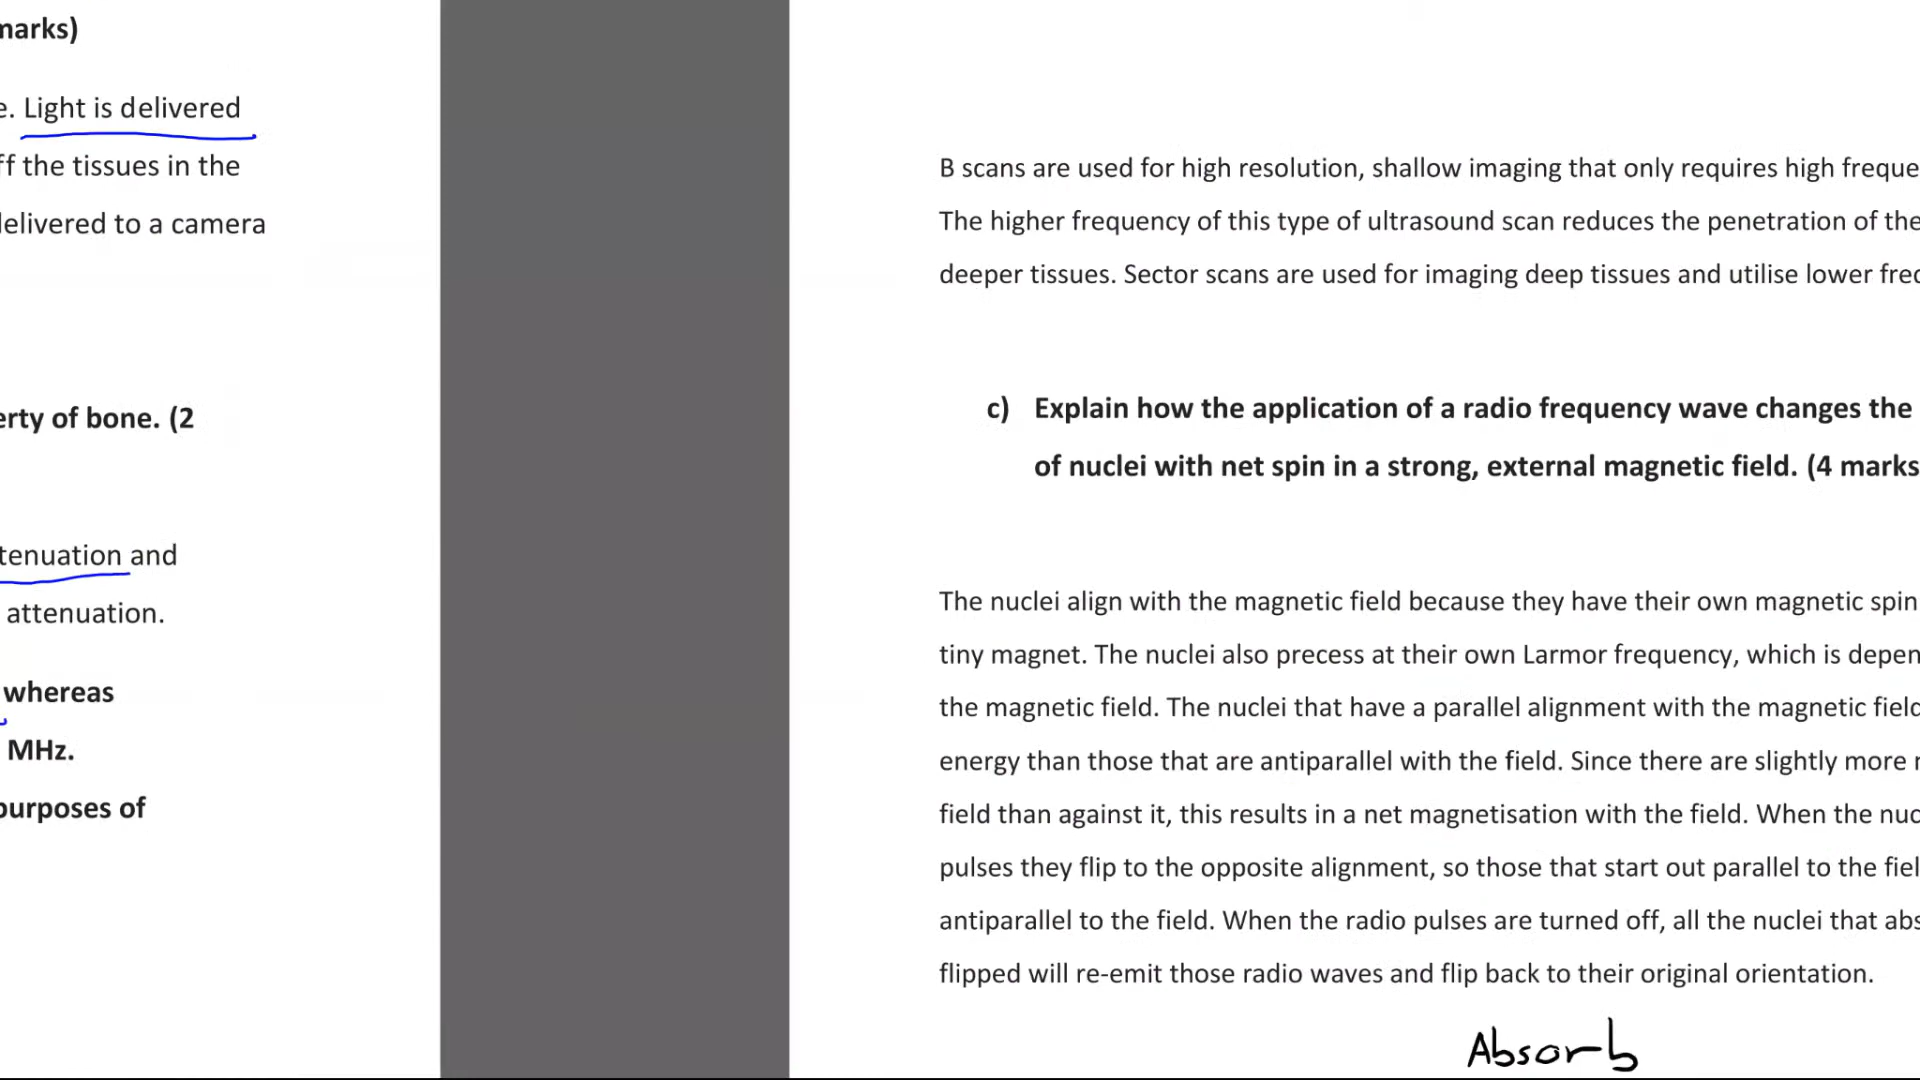 marks)
e. Light is delivered
ff the tissues in the
delivered to a camera
erty of bone. (2
tenuation and
attenuation.
whereas
MHz.
purposes of
B scans are used for high resolution, shallow imaging that only requires high freque
The higher frequency of this type of ultrasound scan reduces the penetration of the
deeper tissues. Sector scans are used for imaging deep tissues and utilise lower fre
c) Explain how the application of a radio frequency wave changes the
of nuclei with net spin in a strong, external magnetic field. (4 marks
The nuclei align with the magnetic field because they have their own magnetic spin
tiny magnet. The nuclei also precess at their own Larmor frequency, which is depen
the magnetic field. The nuclei that have a parallel alignment with the magnetic field
energy than those that are antiparallel with the field. Since there are slightly more
field than against it, this results in a net magnetisation with the field. When the nuc
pulses they flip to the opposite alignment, so those that start out parallel to the fiel
antiparallel to the field. When the radio pulses are turned off, all the nuclei that abs
flipped will re-emit those radio waves and flip back to their original orientation.
Absorb